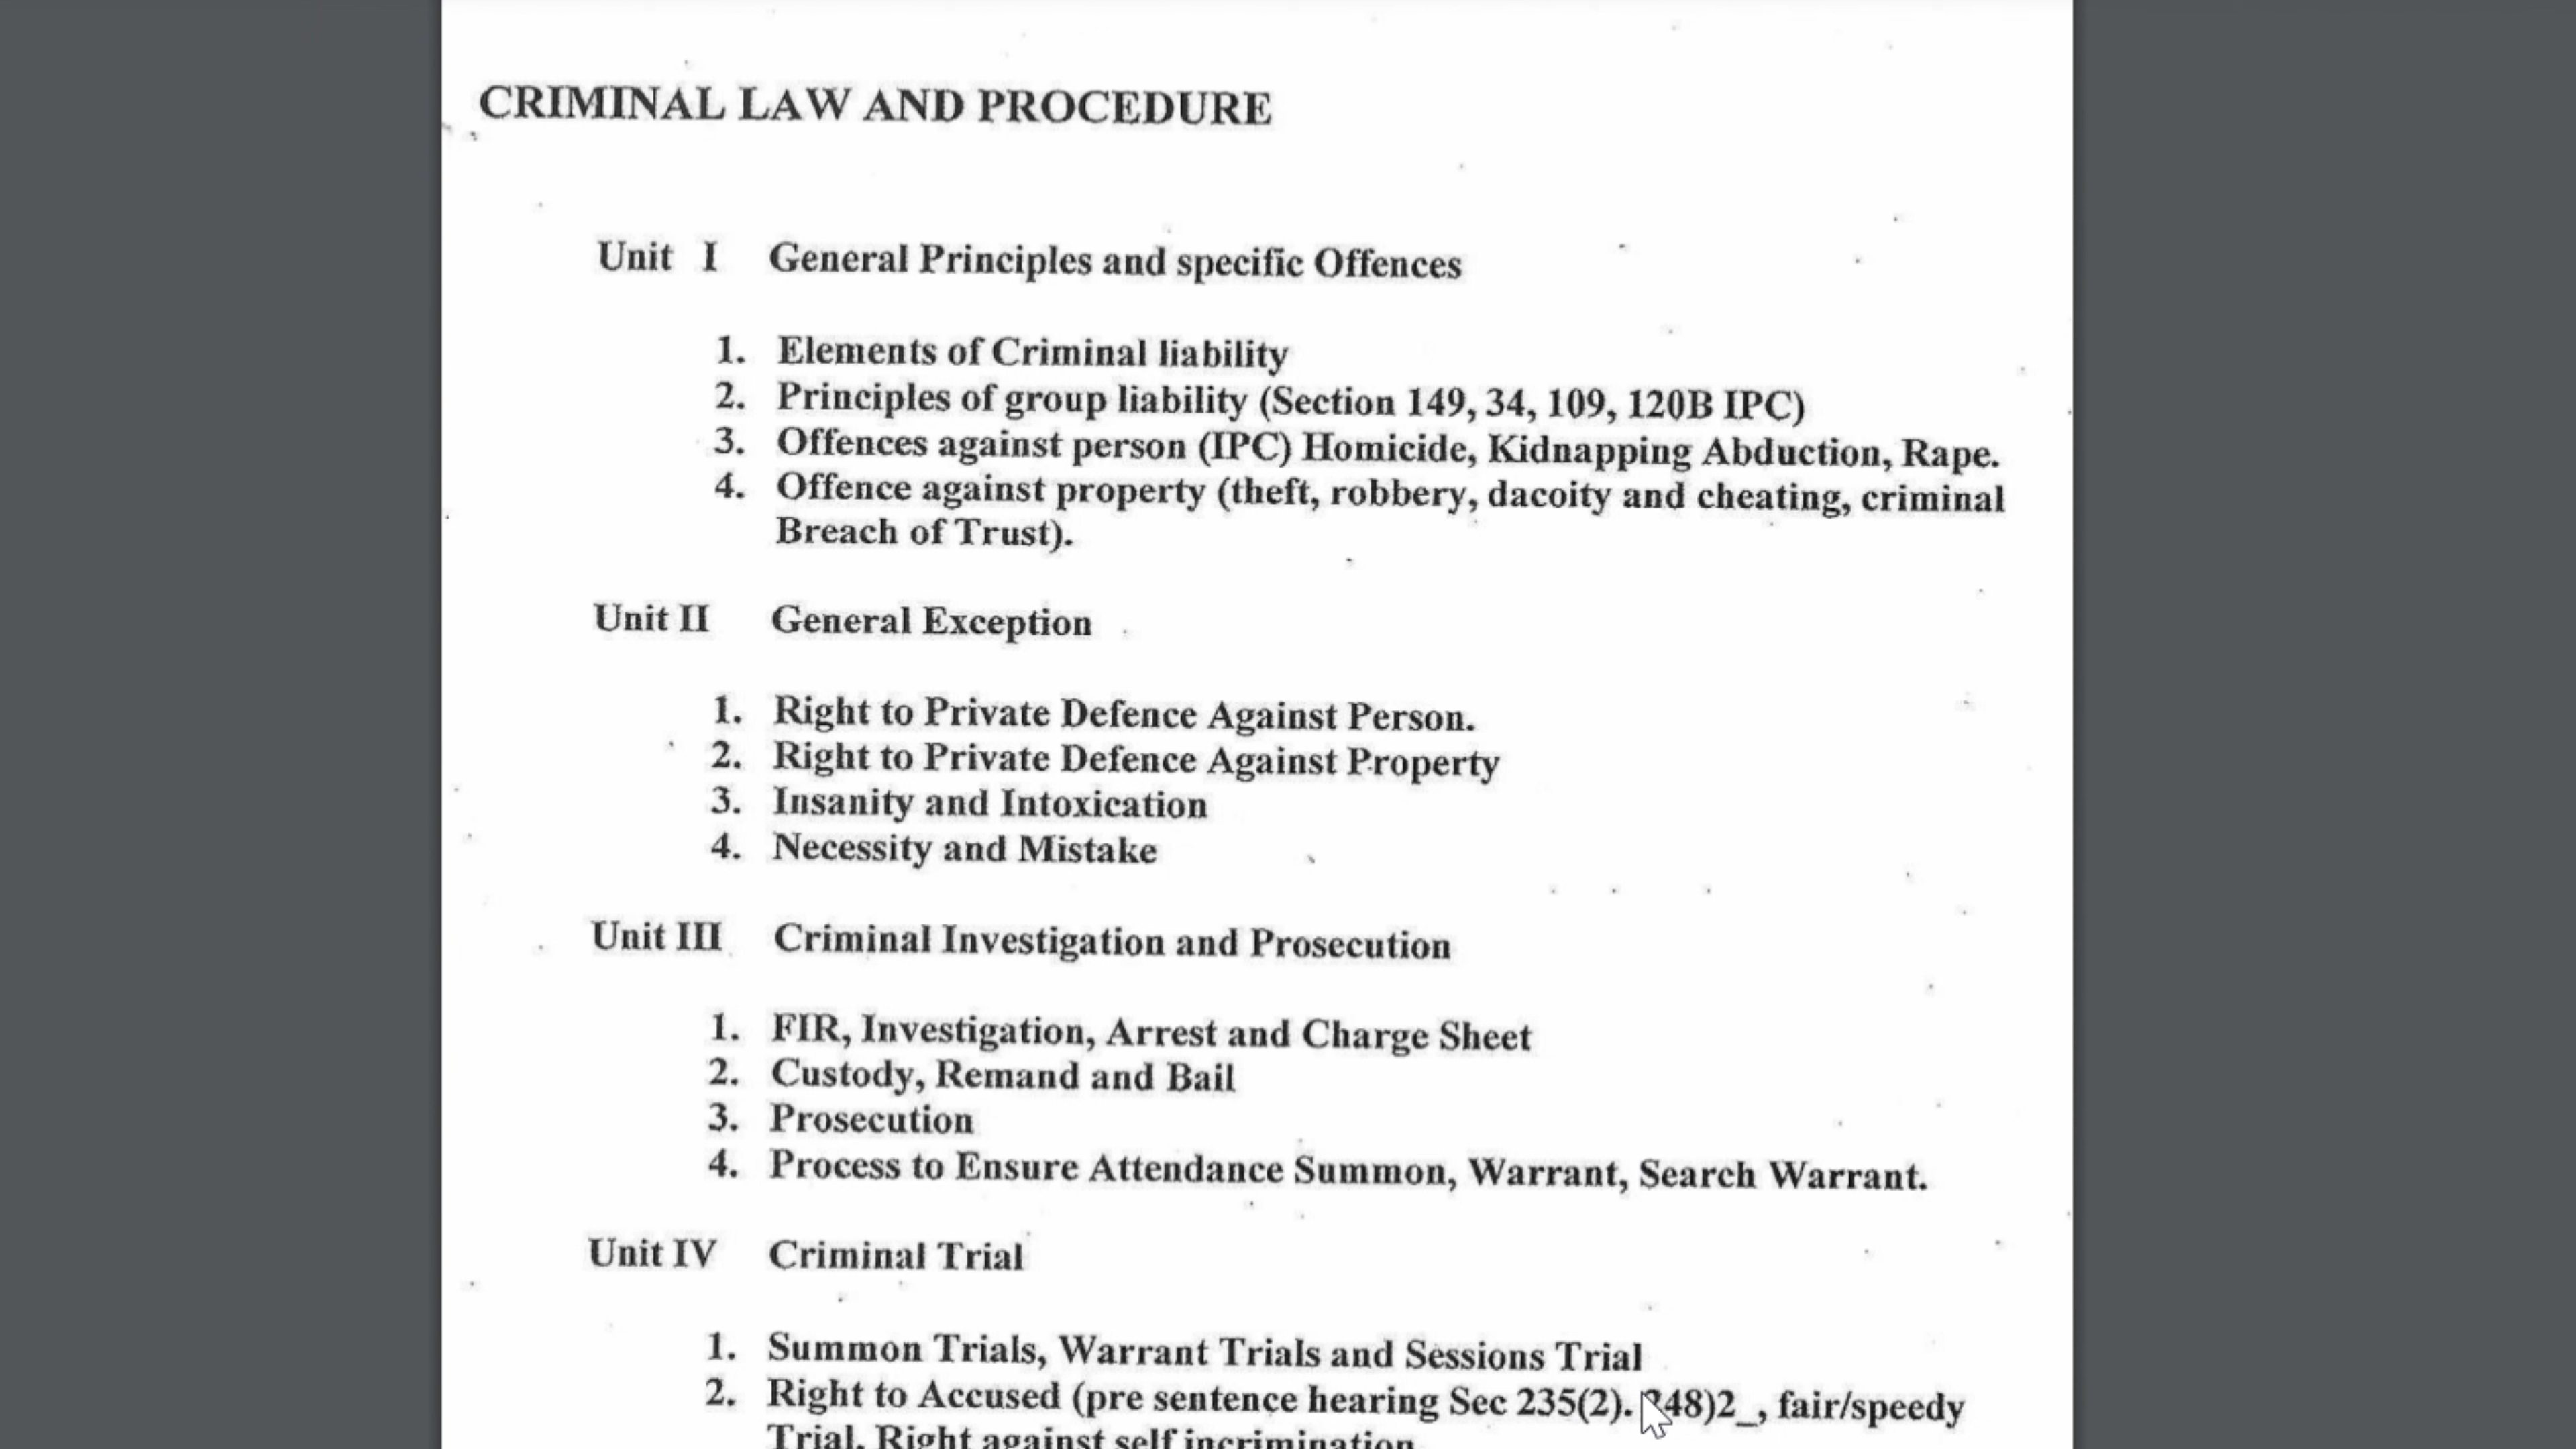 CRIMINAL LAW AND PROCEDURE
Unit I General Principles and specific Offences
1. Elements of Criminal liability
2. Principles of group liability (Section 149, 34, 109, 120B IPC)
3. Offences against person (IPC) Homicide, Kidnapping Abduction, Rape.
4. Offence against property (theft, robbery, dacoity and cheating, criminal
Breach of Trust).
Unit II General Exception
1. Right to Private Defence Against Person.
2. Right to Private Defence Against Property
3. Insanity and Intoxication
4. Necessity and Mistake
Unit III Criminal Investigation and Prosecution
1. FIR, Investigation, Arrest and Charge Sheet
2. Custody, Remand and Bail
3. Prosecution
4. Process to Ensure Attendance Summon, Warrant, Search Warrant.
Unit IV Criminal Trial
1. Summon Trials, Warrant Trials and Sessions Trial
2. Right to Accused (pre sentence hearing Sec 235(2). fair/speedy
Trial, Right against self incrimination